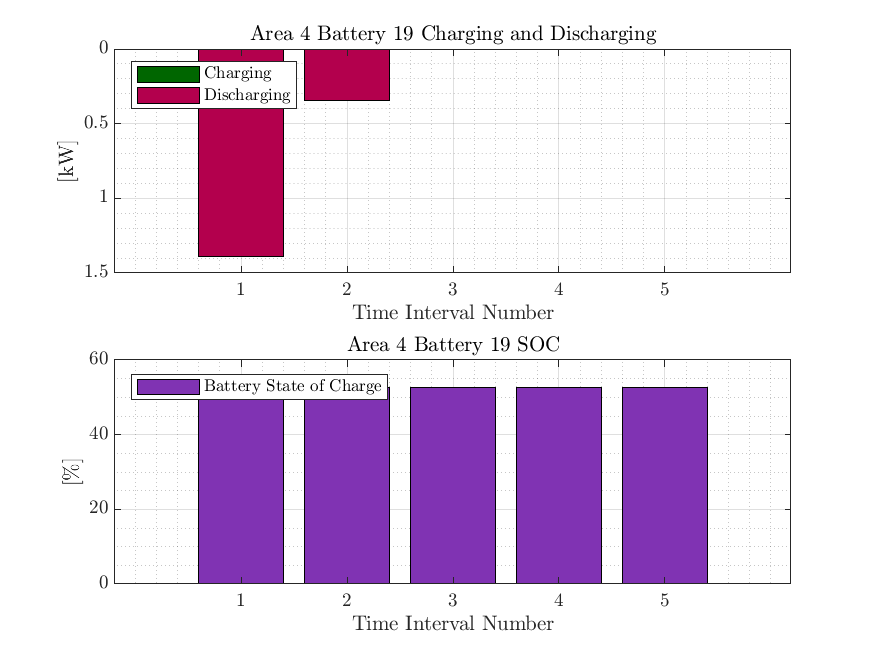 Area 4 Battery 19 Charging and Discharging
0
Charging
Discharging
0.5
[kW]
1
1.5
1 2 3 4 5
Time Interval Number
Area 4 Battery 19 SOC
60
Battery State of Charge
40
[%]
20
0
1 2 3 4 5
Time Interval Number